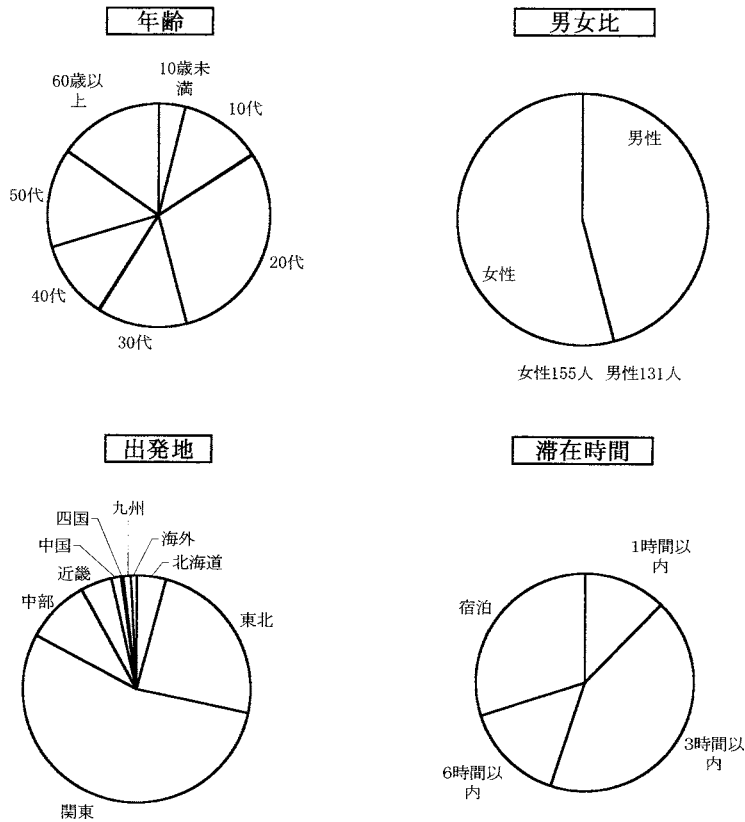 年齢
60歳以
上
10歳未
満
10代
50代
20代
40代
30代
男女比
男性
女性
女性155人 男性131人
出発地
九州
四国
海外
中国
北海道
近畿
中部
東北
関東
滞在時間
1時間以
内
宿泊
3時間以
内
6時間以
内